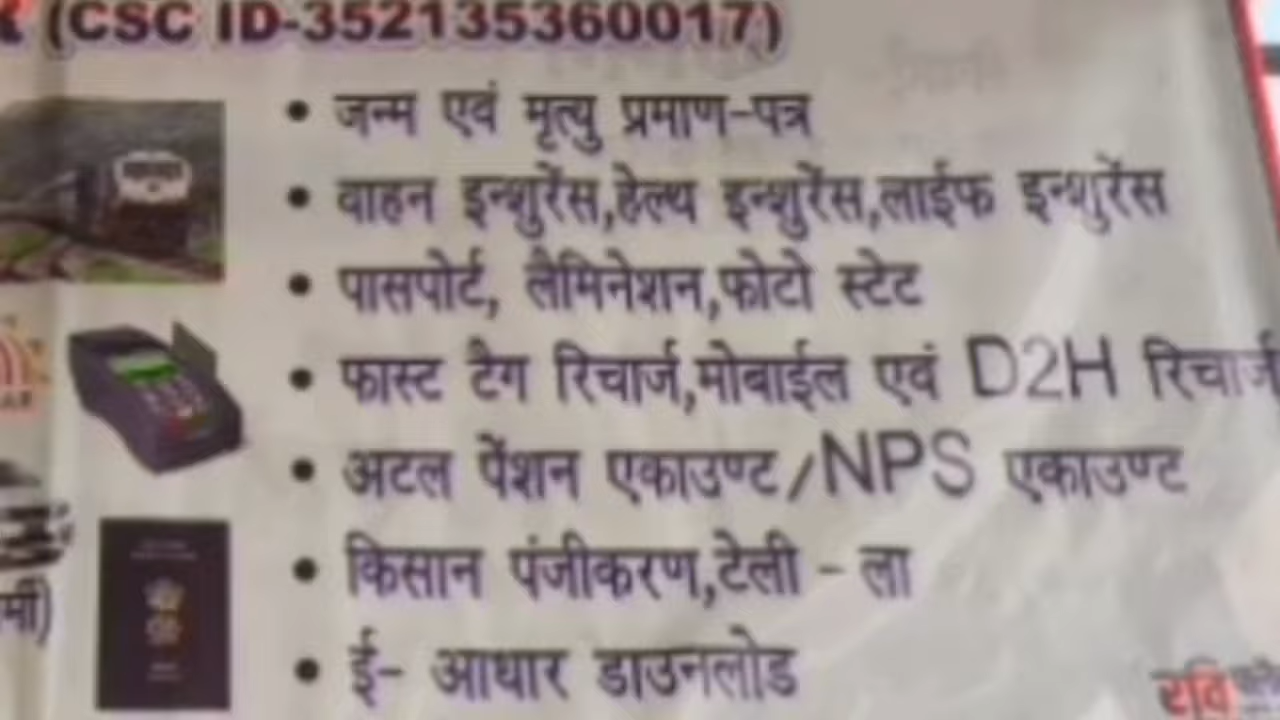 (CSC ID-352135360017)
• जन्म एवं मृत्यु प्रमाण-पत्र
• वाहन इन्शुरेंस,हेल्थ इन्शुरेंस,लाईफ इन्शुरेंस
• पासपोर्ट, लैमिनेशन,फोटो स्टेट
• फास्ट टैग रिचार्ज,मोबाईल एवं D2H रिचार्ज
• अटल पेंशन एकाउण्ट/NPS एकाउण्ट
• किसान पंजीकरण,टेली - ला
• ई- आधार डाउनलोड
रवि